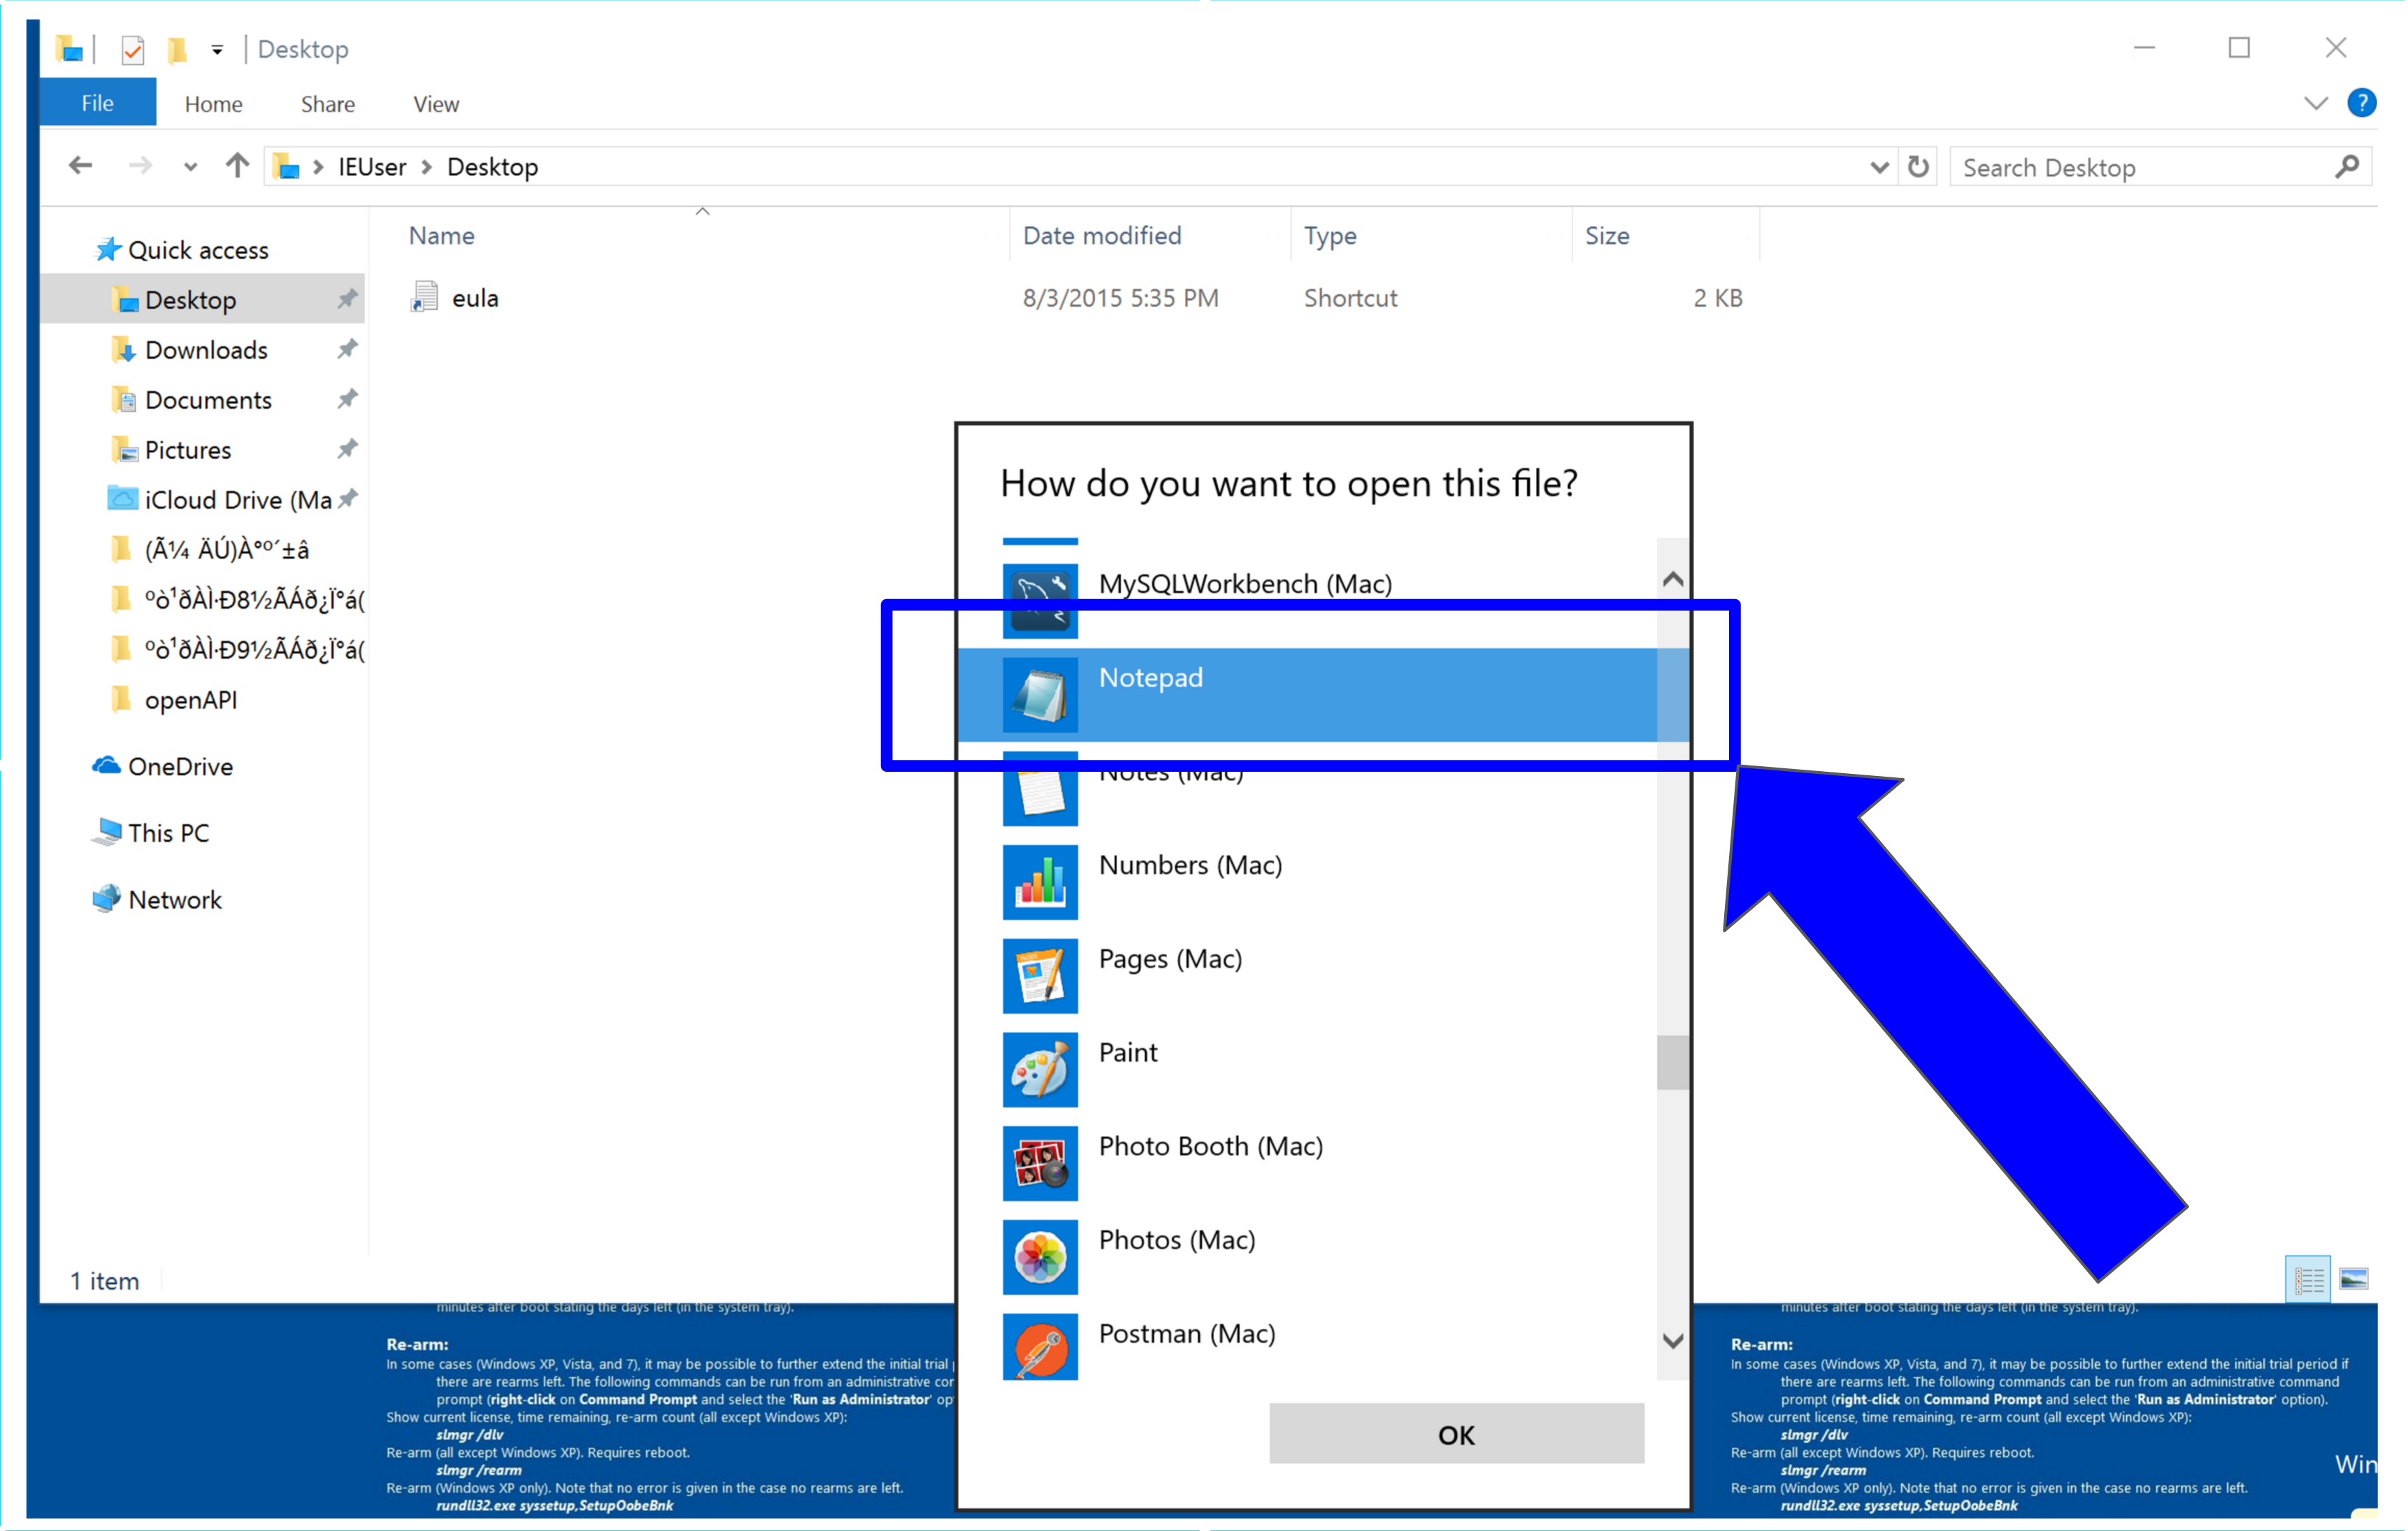 Desktop
File Home Share View
IEUser Desktop
Search Desktop
Name Date modified Type Size
Quick access
Desktop
Downloads
Documents
Pictures
iCloud Drive (Ma
(Ã¼ ÄÚ)À°º´±â
ºò¹ðÀÌ·Ð8½ÃÁð¿Ï°á(
ºò¹ðÀÌ·Ð9½ÃÁð¿Ï°á(
openAPI
OneDrive
This PC
Network
eula 8/3/2015 5:35 PM Shortcut 2 KB
How do you want to open this file?
MySQLWorkbench (Mac)
Notepad
Notes (Mac)
Numbers (Mac)
Pages (Mac)
Paint
Photo Booth (Mac)
Photos (Mac)
Postman (Mac)
OK
1 item
minutes after boot stating the days left (in the system tray).
Re-arm:
In some cases (Windows XP, Vista, and 7), it may be possible to further extend the initial trial
there are rearms left. The following commands can be run from an administrative
prompt (right-click on Command Prompt and select the 'Run as Administrator'
Show current license, time remaining, re-arm count (all except Windows XP):
slmgr /dlv
Re-arm (all except Windows XP). Requires reboot.
slmgr /rearm
Re-arm (Windows XP only). Note that no error is given in the case no rearms are left.
rundll32.exe syssetup,SetupOobeBnk
minutes after boot stating the days left (in the system tray).
Re-arm:
In some cases (Windows XP, Vista, and 7), it may be possible to further extend the initial trial period if
there are rearms left. The following commands can be run from an administrative command
prompt (right-click on Command Prompt and select the 'Run as Administrator' option).
Show current license, time remaining, re-arm count (all except Windows XP):
slmgr /dlv
Re-arm (all except Windows XP). Requires reboot.
slmgr /rearm
Re-arm (Windows XP only). Note that no error is given in the case no rearms are left.
rundll32.exe syssetup,SetupOobeBnk
Win